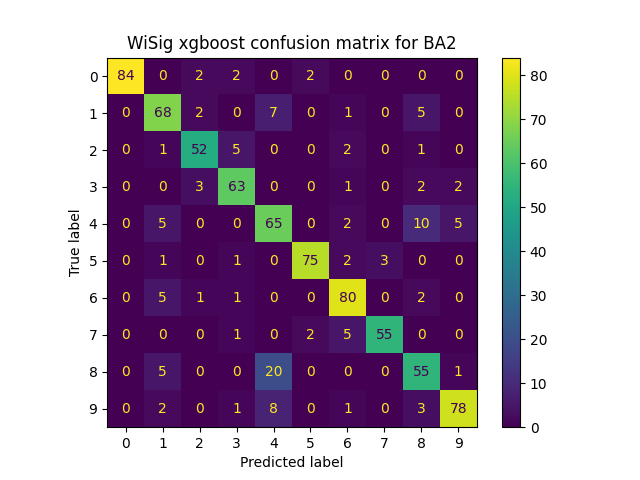 WiSig xgboost confusion matrix for BA2
0 84 0 2 2 0 2 0 0 0 0
1 0 68 2 0 7 0 1 0 5 0
2 0 1 52 5 0 0 2 0 1 0
3 0 0 3 63 0 0 1 0 2 2
4 0 5 0 0 65 0 2 0 10 5
5 0 1 0 1 0 75 2 3 0 0
6 0 5 1 1 0 0 80 0 2 0
7 0 0 0 1 0 2 5 55 0 0
8 0 5 0 0 20 0 0 0 55 1
9 0 2 0 1 8 0 1 0 3 78
0 1 2 3 4 5 6 7 8 9
Predicted label
True label
80
70
60
50
40
30
20
10
0